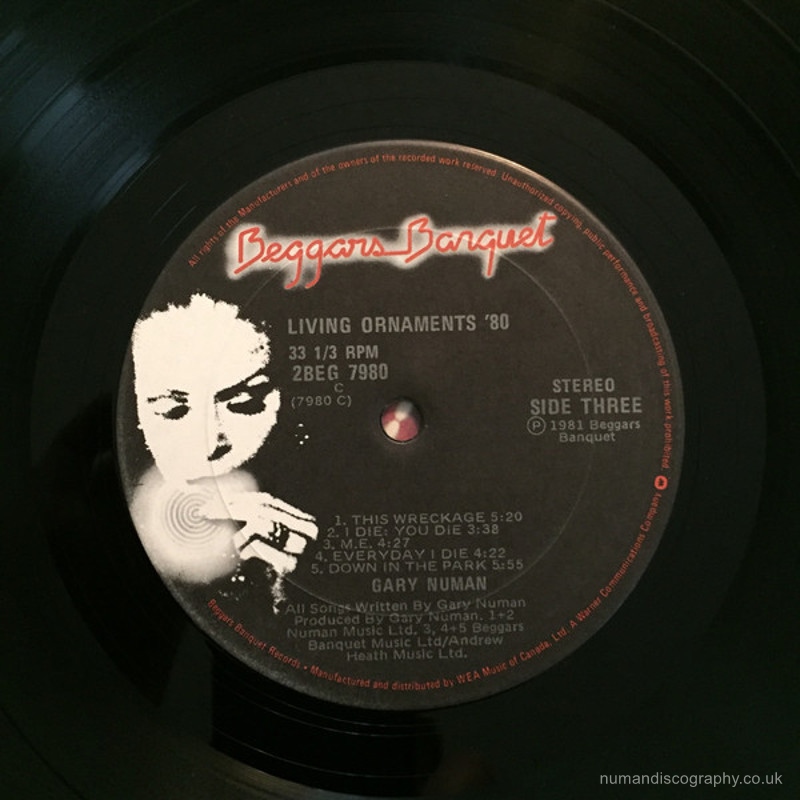 All rights of the Manufacturers and of the owners of the recorded work reserved. Unauthorized copying, public performance and broadcasting of this work prohibited.
Beggars Banquet
LIVING ORNAMENTS '80
33 1/3 RPM
2BEG 7980
C
(7980 C)
STEREO
SIDE THREE
Ⓟ 1981 Beggars
Banquet
1. THIS WRECKAGE 5:20
2. I DIE: YOU DIE 3:38
3. M.E. 4:27
4. EVERYDAY I DIE 4:22
5. DOWN IN THE PARK 5:55
GARY NUMAN
All Songs Written By Gary Numan
Produced By Gary Numan. 1+2
Numan Music Ltd. 3, 4+5 Beggars
Banquet Music Ltd/Andrew
Heath Music Ltd.
Beggars Banquet Records • Manufactured and distributed by WEA Music of Canada, Ltd. A Warner Communications Company
numandiscography.co.uk